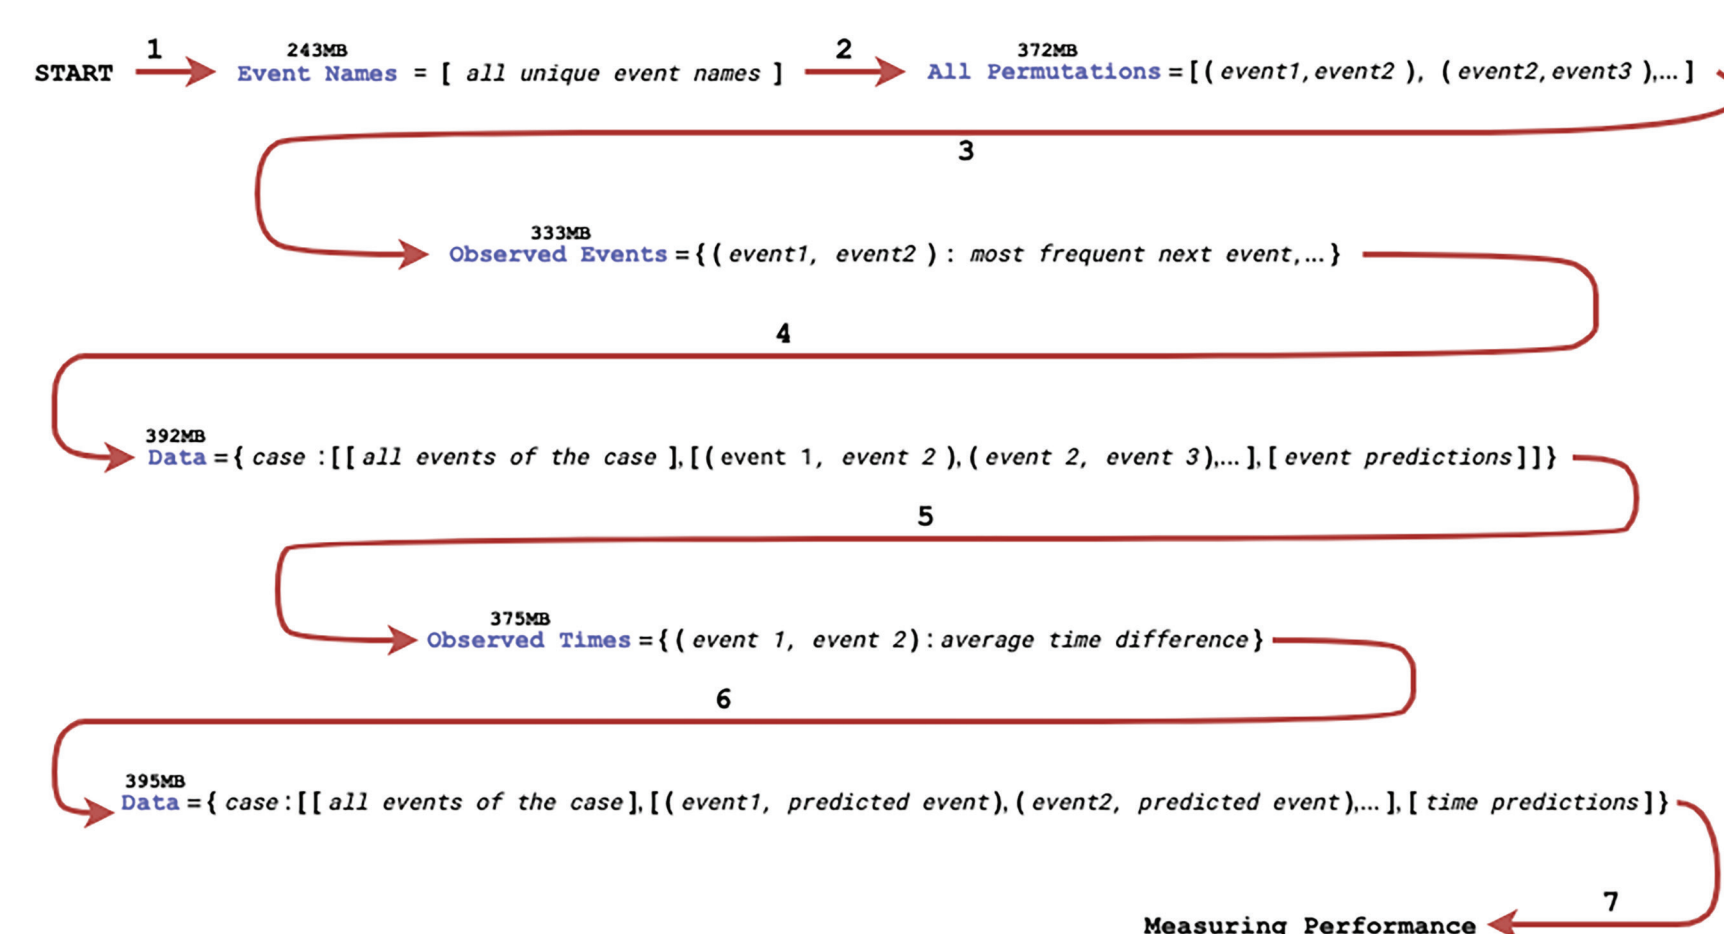 1 243MB 2 372MB
START Event Names = [ all unique event names ] All Permutations = [ ( event1, event2 ), ( event2, event3 ),... ]
3
333MB
Observed Events = { ( event1, event2 ) : most frequent next event,... }
4
392MB
Data = { case : [ [ all events of the case ], [ ( event 1, event 2 ), ( event 2, event 3 ),... ], [ event predictions ] ] }
5
375MB
Observed Times = { ( event 1, event 2 ) : average time difference }
6
395MB
Data = { case : [ [ all events of the case ], [ ( event1, predicted event ), ( event2, predicted event ),... ], [ time predictions ] }
7
Measuring Performance